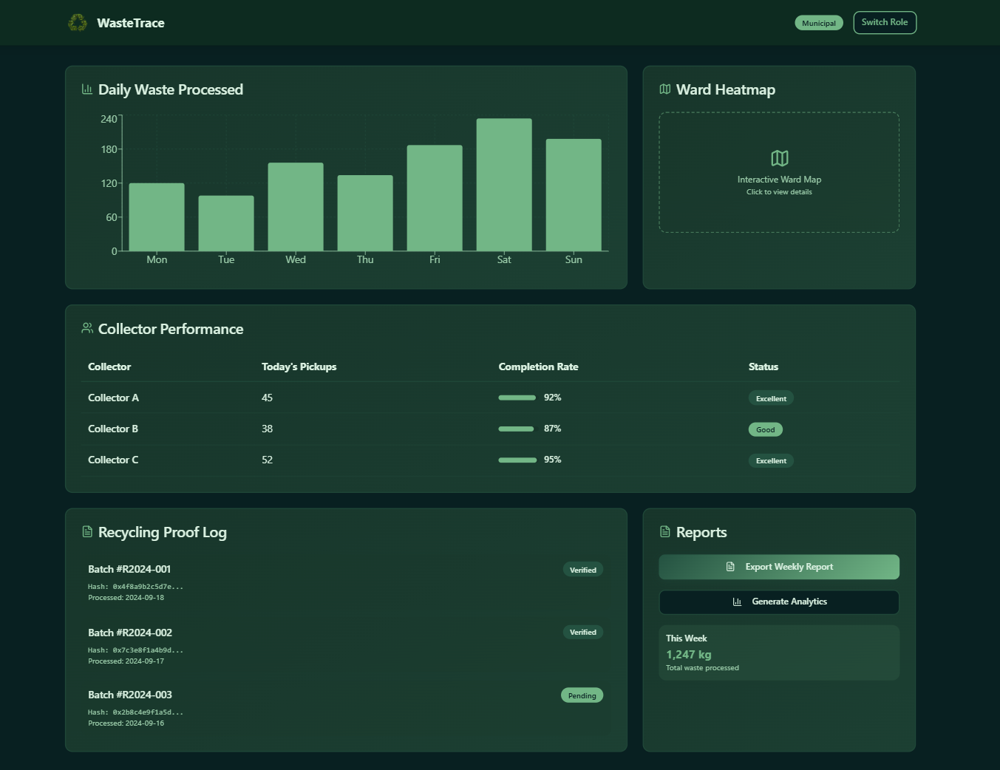 WasteTrace
Municipal
Switch Role
Daily Waste Processed
240
180
120
60
0
Mon Tue Wed Thu Fri Sat Sun
Ward Heatmap
Interactive Ward Map
Click to view details
Collector Performance
Collector Today's Pickups Completion Rate Status
Collector A 45 92% Excellent
Collector B 38 87% Good
Collector C 52 95% Excellent
Recycling Proof Log
Batch #R2024-001 Verified
Hash: 0x4f8a9b2c5d7e...
Processed: 2024-09-18
Batch #R2024-002 Verified
Hash: 0x7c3e8f1a4b9d...
Processed: 2024-09-17
Batch #R2024-003 Pending
Hash: 0x2b8c4e9f1a5d...
Processed: 2024-09-16
Reports
Export Weekly Report
Generate Analytics
This Week
1,247 kg
Total waste processed